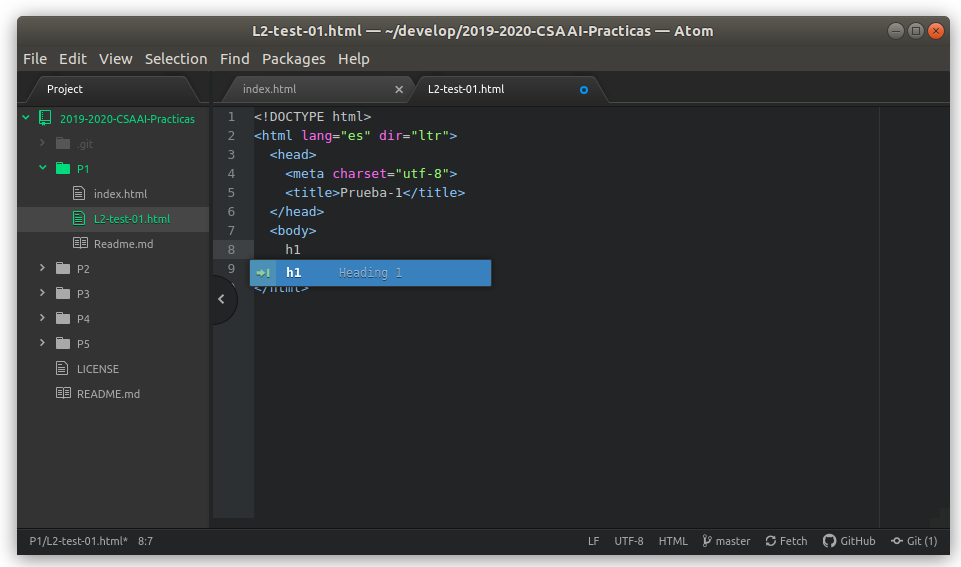 L2-test-01.html — ~/develop/2019-2020-CSAAI-Practicas — Atom
File Edit View Selection Find Packages Help
Project
2019-2020-CSAAI-Practicas
.git
P1
index.html
L2-test-01.html
Readme.md
P2
P3
P4
P5
LICENSE
README.md
index.html
L2-test-01.html
1 <!DOCTYPE html>
2 <html lang="es" dir="ltr">
3 <head>
4 <meta charset="utf-8">
5 <title>Prueba-1</title>
6 </head>
7 <body>
8 h1
9
h1 Heading 1
</html>
P1/L2-test-01.html* 8:7 LF UTF-8 HTML master Fetch GitHub Git (1)